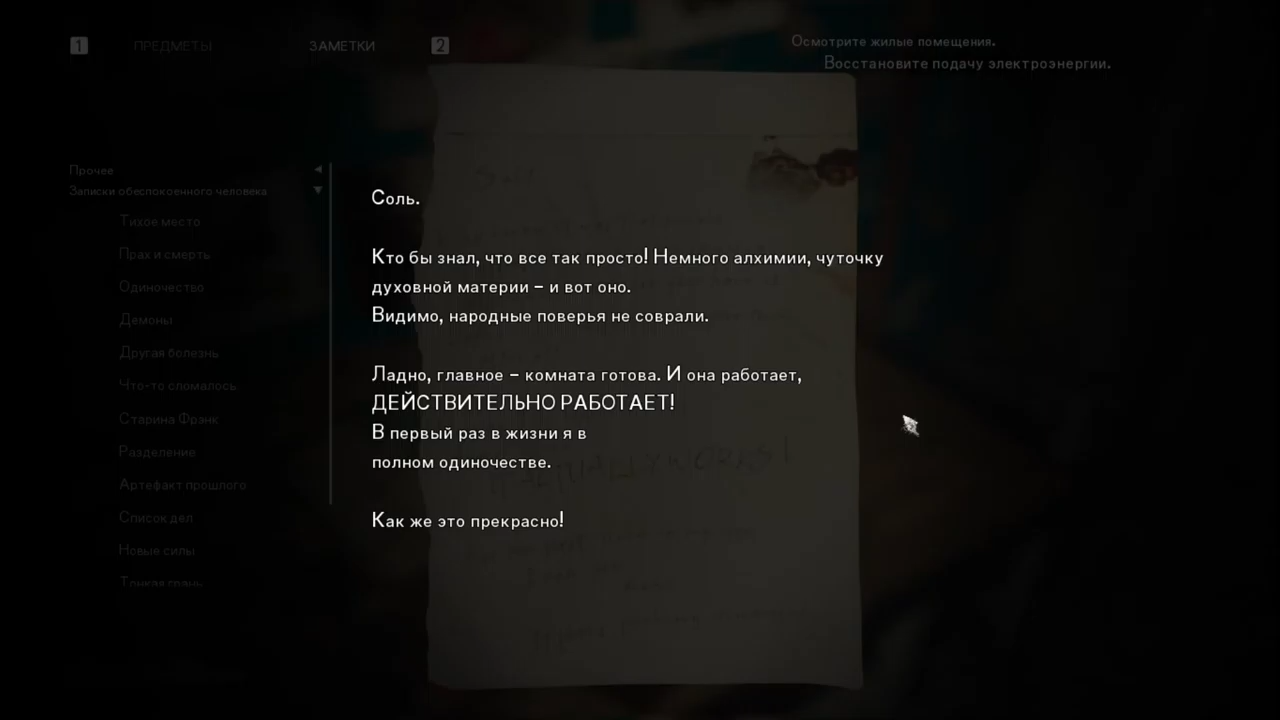 1 ПРЕДМЕТЫ ЗАМЕТКИ 2
Осмотрите жилые помещения.
Восстановите подачу электроэнергии.
Прочее
Записки обеспокоенного человека
Тихое место
Прах и смерть
Одиночество
Демоны
Другая болезнь
Что-то сломалось
Старина Фрэнк
Разделение
Артефакт прошлого
Список дел
Новые силы
Тонкая грань
Соль.
Кто бы знал, что все так просто! Немного алхимии, чуточку
духовной материи – и вот оно.
Видимо, народные поверья не соврали.
Ладно, главное – комната готова. И она работает,
ДЕЙСТВИТЕЛЬНО РАБОТАЕТ!
В первый раз в жизни я в
полном одиночестве.
Как же это прекрасно!